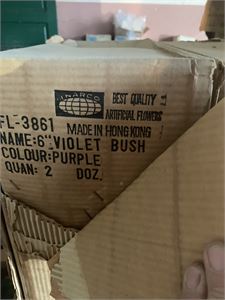 UNARCO
BEST QUALITY
ARTIFICIAL FLOWERS
FL-3861
MADE IN HONG KONG
NAME:6" VIOLET BUSH
COLOUR:PURPLE
QUAN: 2 DOZ.